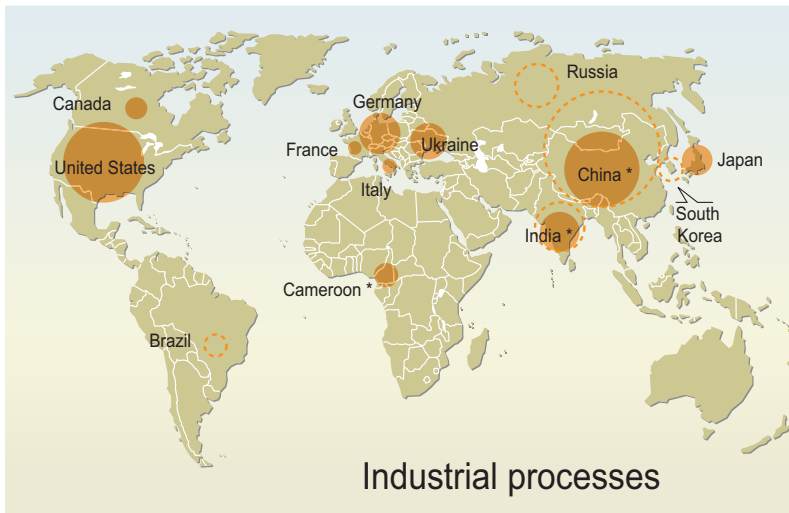 Russia
Canada
Germany
United States
France
Ukraine
Italy
China *
Japan
South
Korea
India *
Cameroon *
Brazil
Industrial processes